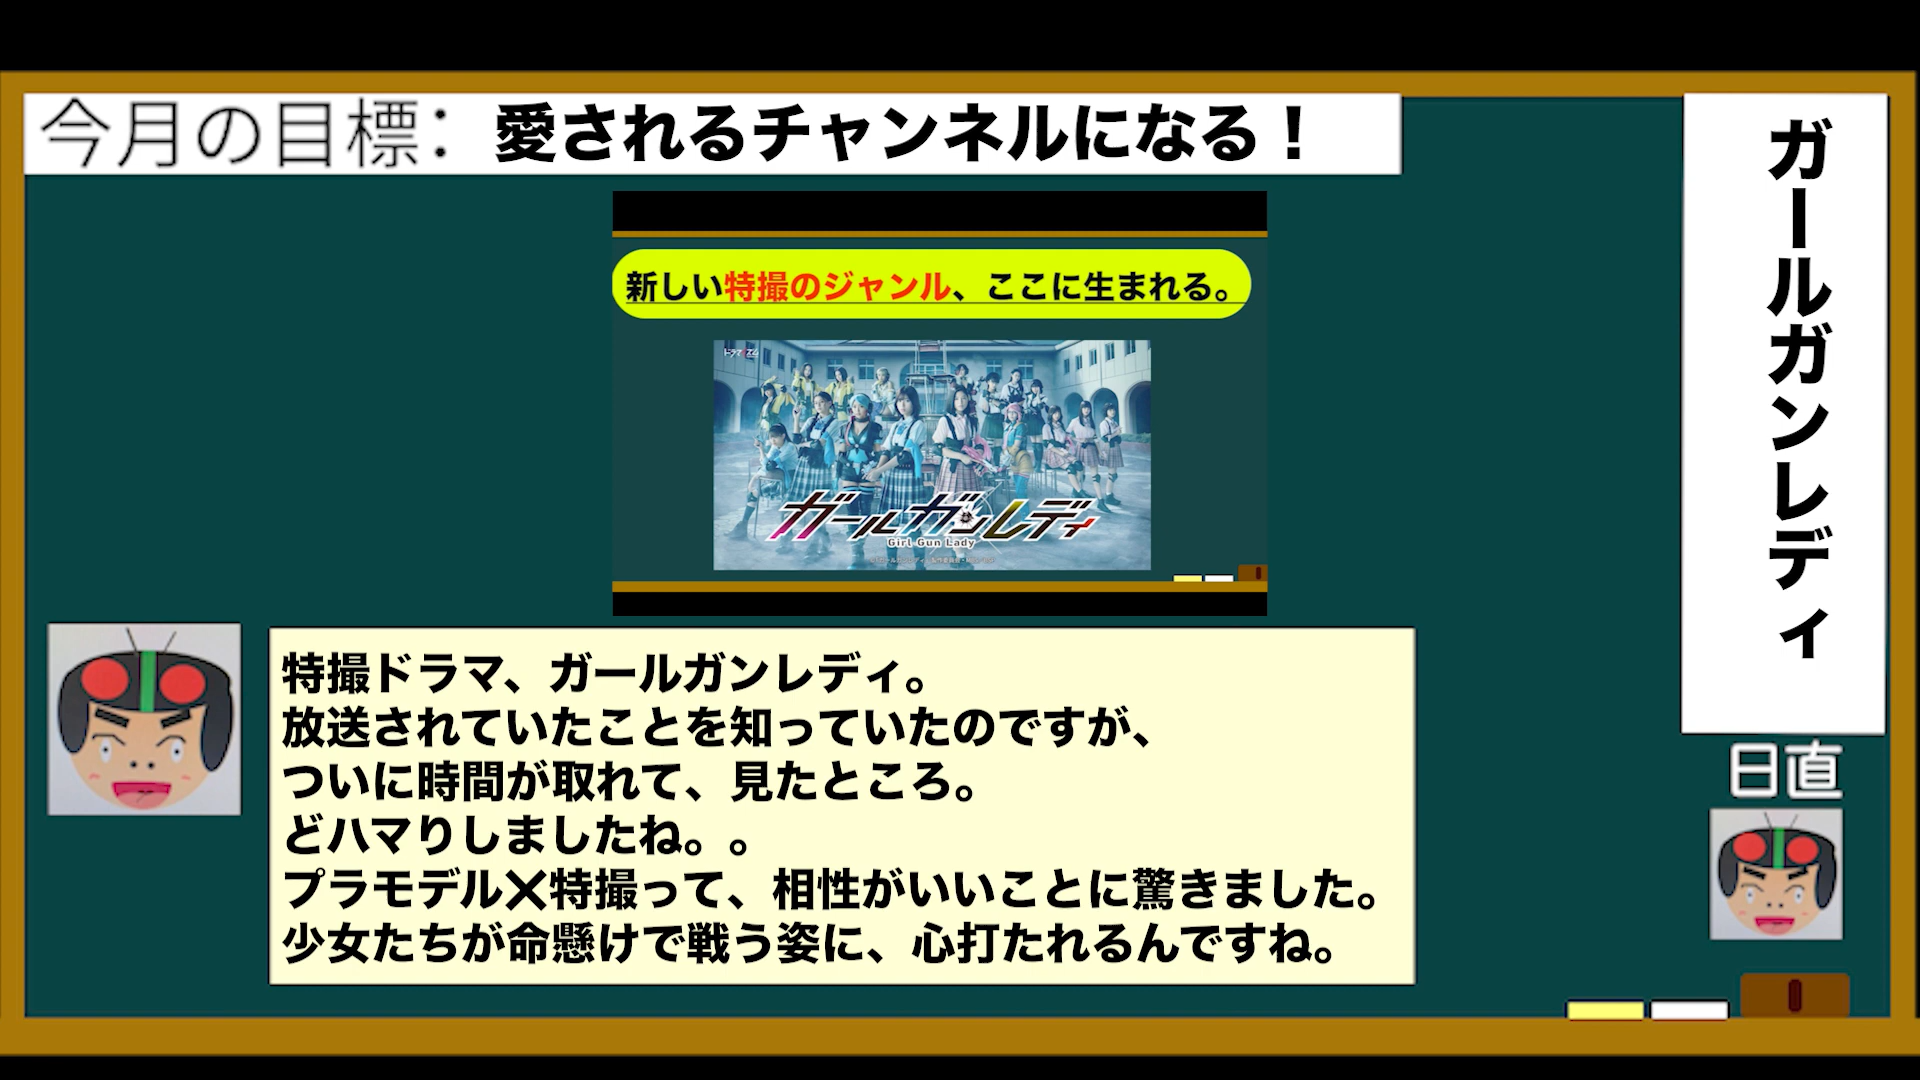 今月の目標：愛されるチャンネルになる！
新しい特撮のジャンル、ここに生まれる。
ガールガンレディ
Girl Gun Lady
特撮ドラマ、ガールガンレディ。
放送されていたことを知っていたのですが、
ついに時間が取れて、見たところ。
どハマりしましたね。。
プラモデル✕特撮って、相性がいいことに驚きました。
少女たちが命懸けで戦う姿に、心打たれるんですね。
ガールガンレディ
日直